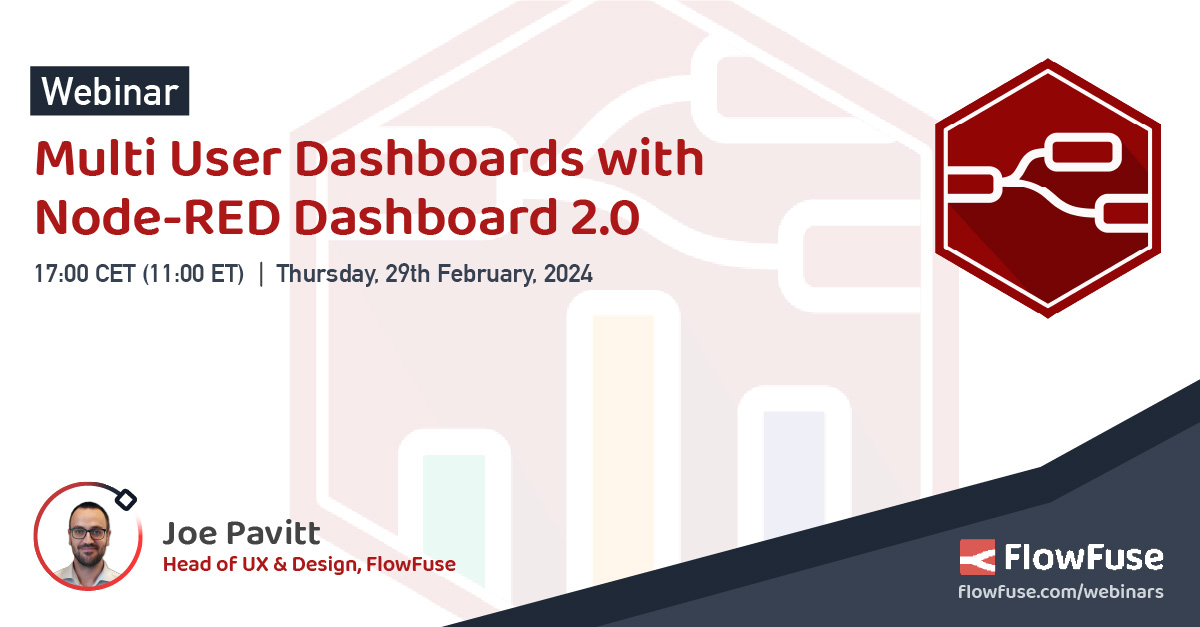 Webinar
Multi User Dashboards with
Node-RED Dashboard 2.0
17:00 CET (11:00 ET) | Thursday, 29th February, 2024
Joe Pavitt
Head of UX & Design, FlowFuse
FlowFuse
flowfuse.com/webinars